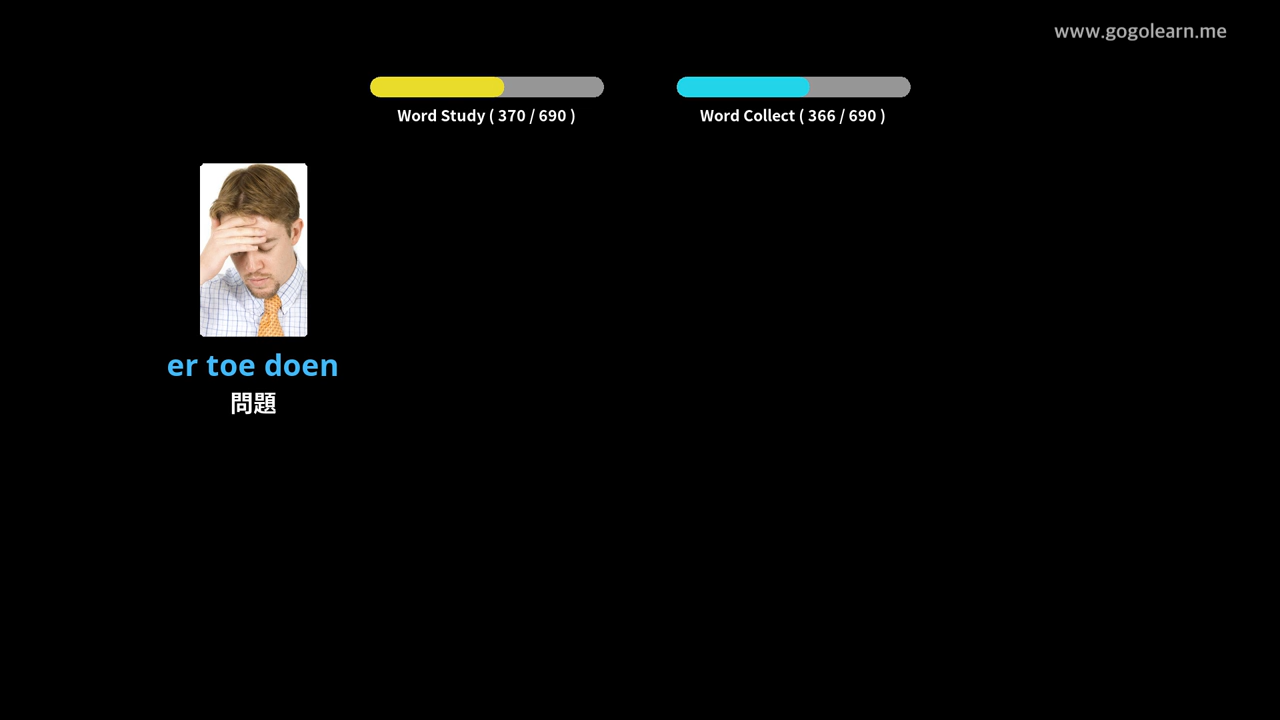 www.gogolearn.me
Word Study ( 370 / 690 )
Word Collect ( 366 / 690 )
er toe doen
問題